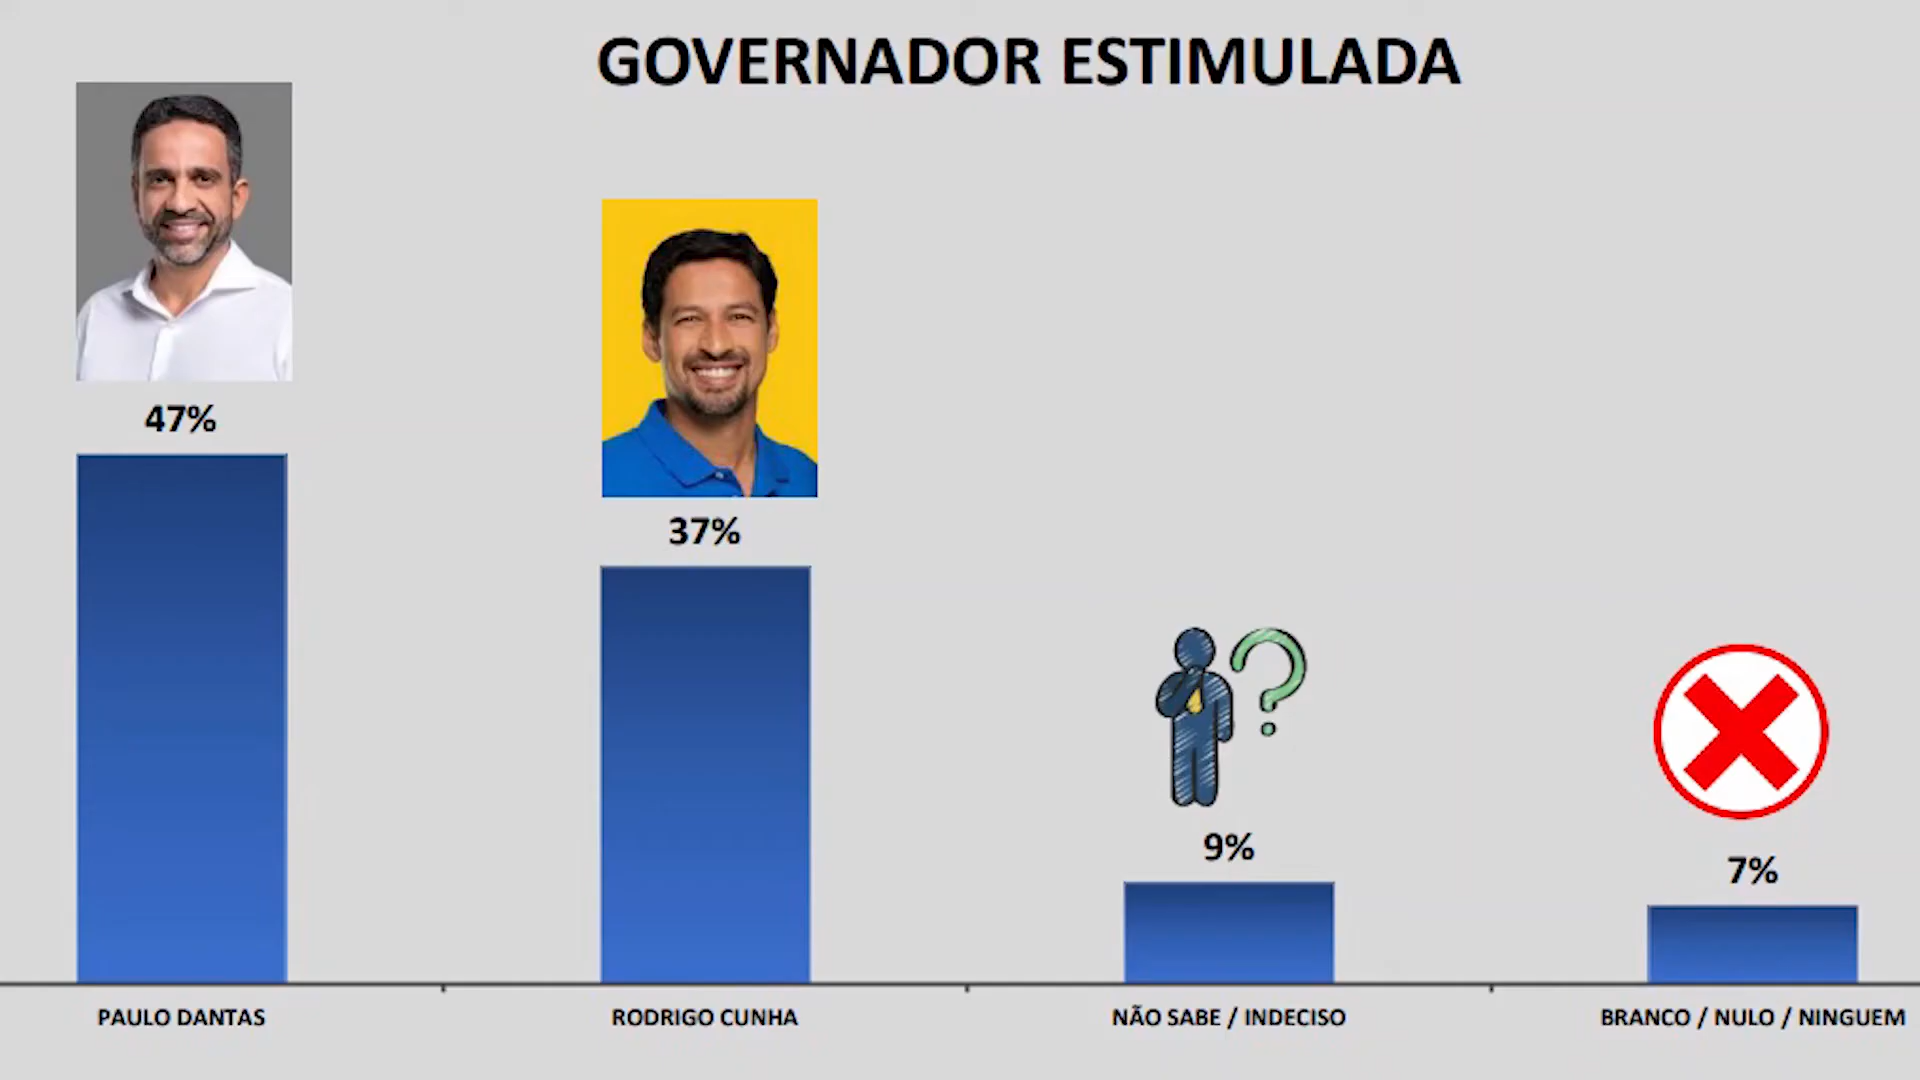 GOVERNADOR ESTIMULADA
47%
37%
9%
7%
PAULO DANTAS
RODRIGO CUNHA
NÃO SABE / INDECISO
BRANCO / NULO / NINGUEM